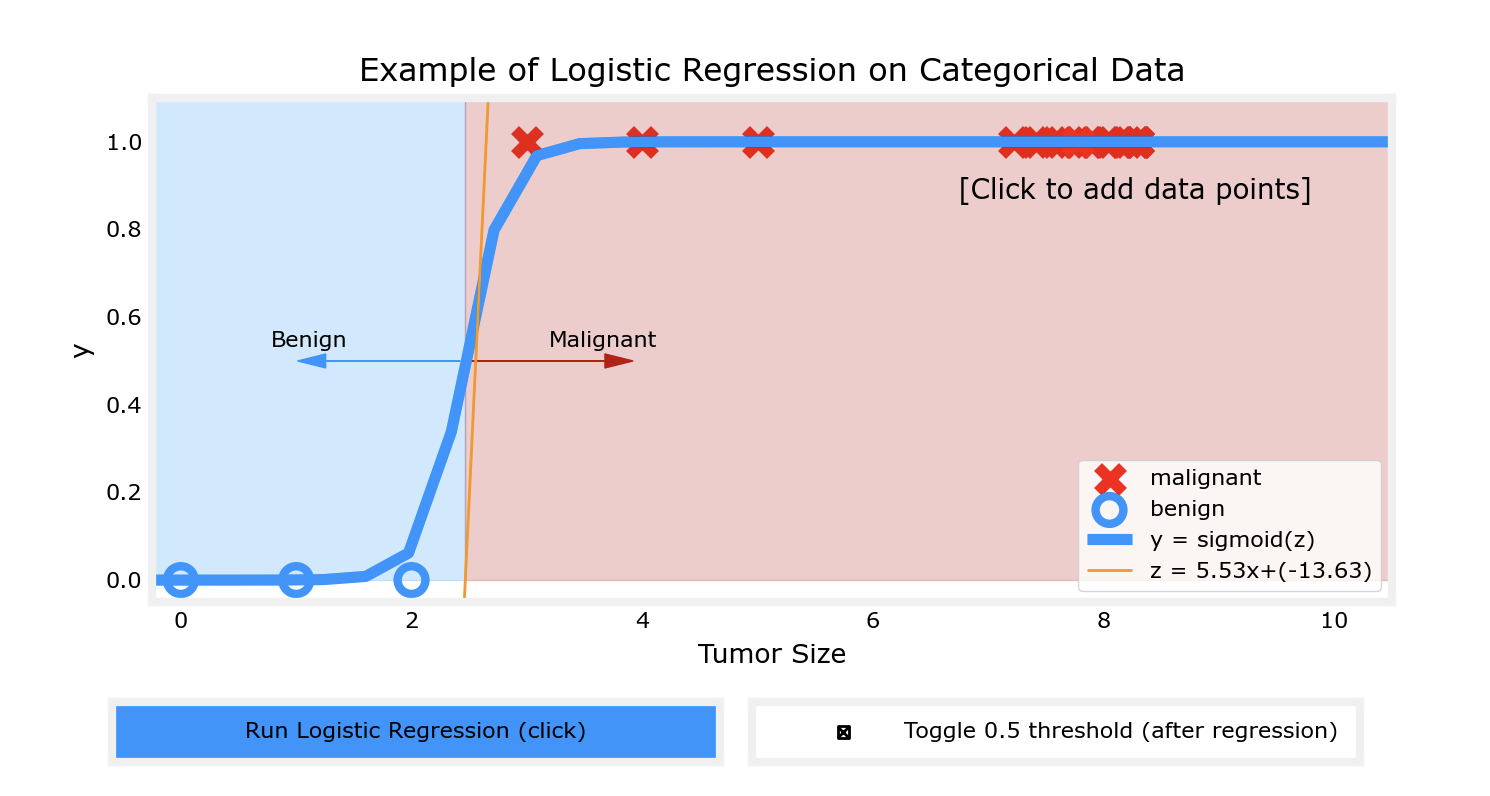 Example of Logistic Regression on Categorical Data
1.0
[Click to add data points]
0.8
0.6
Benign
Malignant
y
0.4
0.2
0.0
malignant
benign
y = sigmoid(z)
z = 5.53x+(-13.63)
0 2 4 6 8 10
Tumor Size
Run Logistic Regression (click)
Toggle 0.5 threshold (after regression)